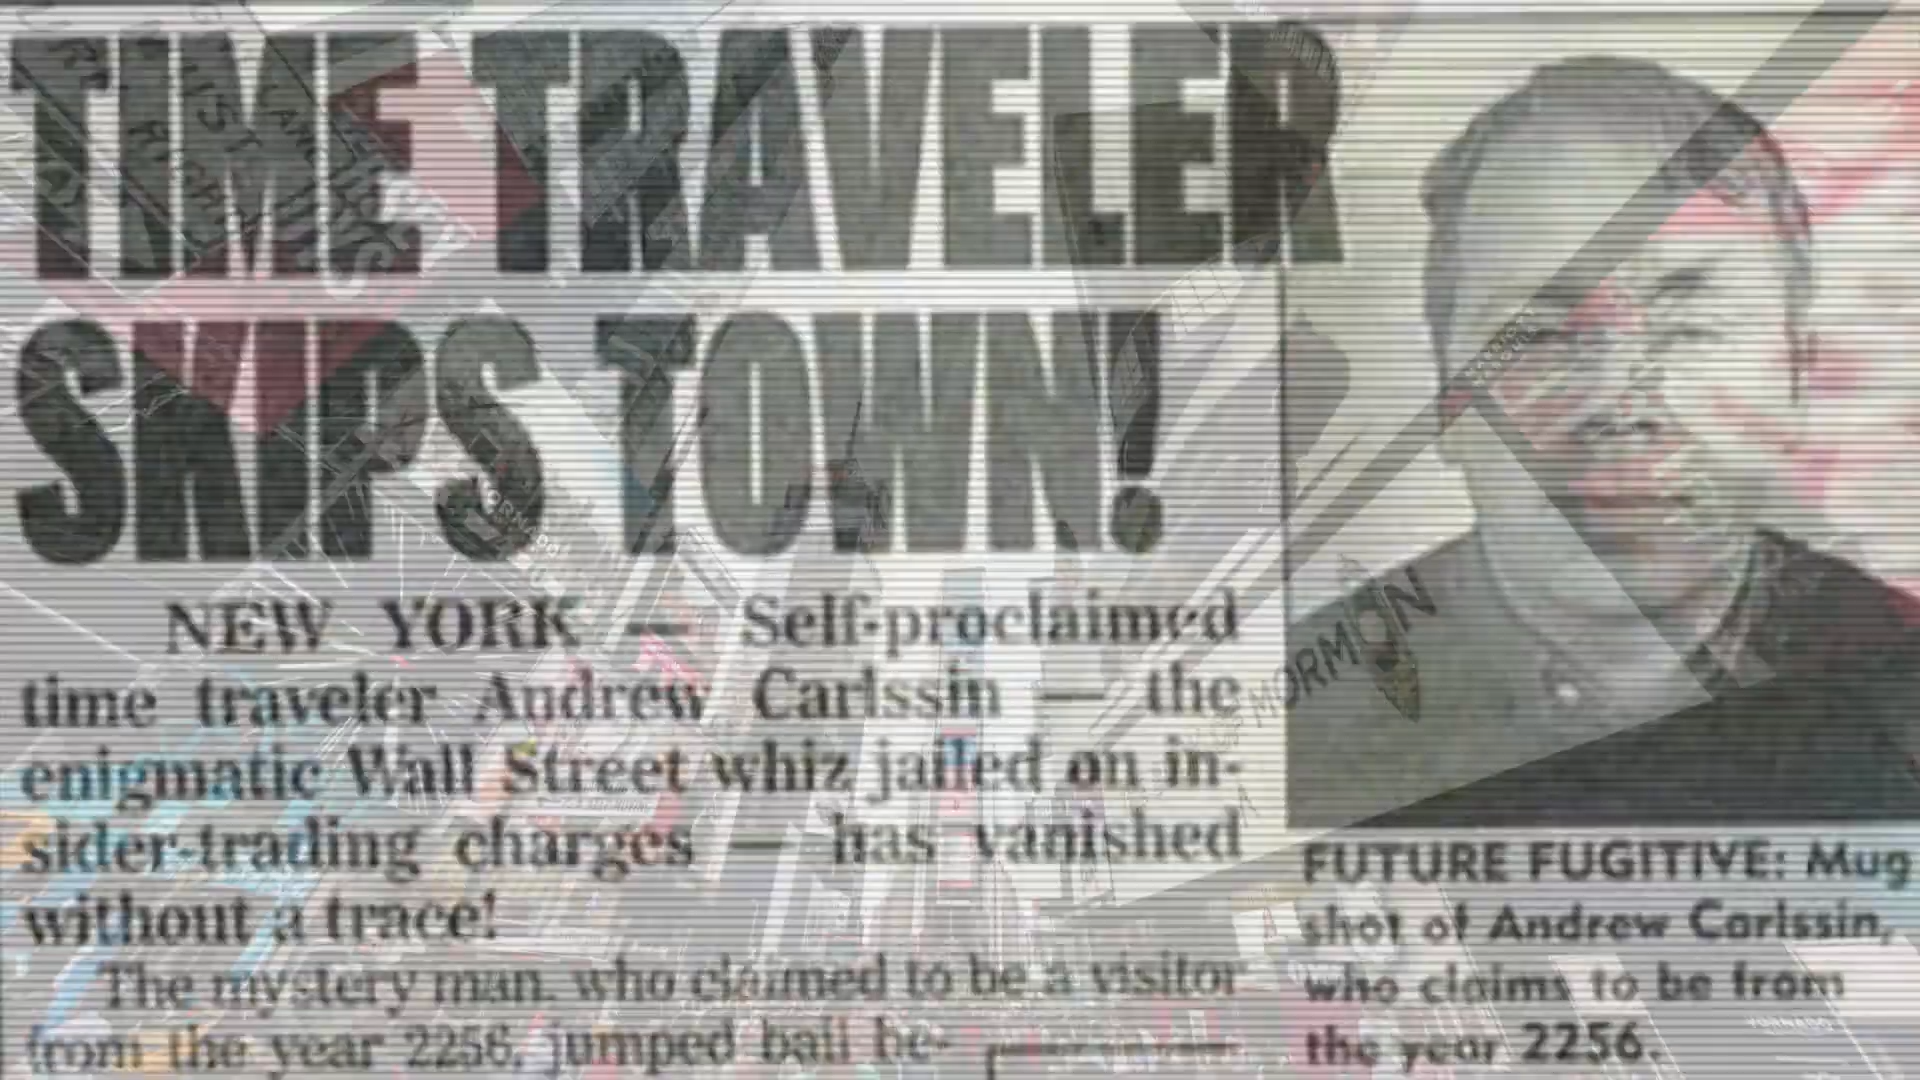 TIME TRAVELER
SKIPS TOWN!
NEW YORK — Self-proclaimed
time traveler Andrew Carlssin — the
enigmatic Wall Street whiz jailed on in-
sider-trading charges — has vanished
without a trace!
The mystery man, who claimed to be a visitor
from the year 2256, jumped bail be-
FUTURE FUGITIVE: Mug
shot of Andrew Carlssin,
who claims to be from
the year 2256.
MORMON